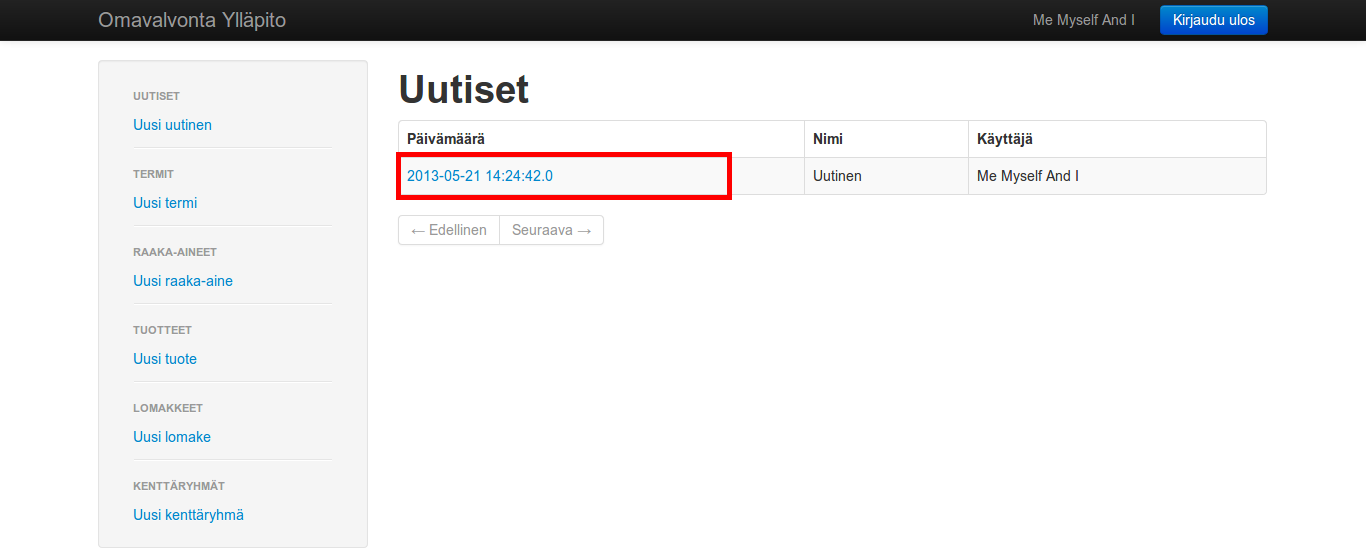 Omavalvonta Ylläpito
Me Myself And I
Kirjaudu ulos
UUTISET
Uusi uutinen
TERMIT
Uusi termi
RAAKA-AINEET
Uusi raaka-aine
TUOTTEET
Uusi tuote
LOMAKKEET
Uusi lomake
KENTTÄRYHMÄT
Uusi kenttäryhmä
Uutiset
Päivämäärä Nimi Käyttäjä
2013-05-21 14:24:42.0 Uutinen Me Myself And I
← Edellinen Seuraava →